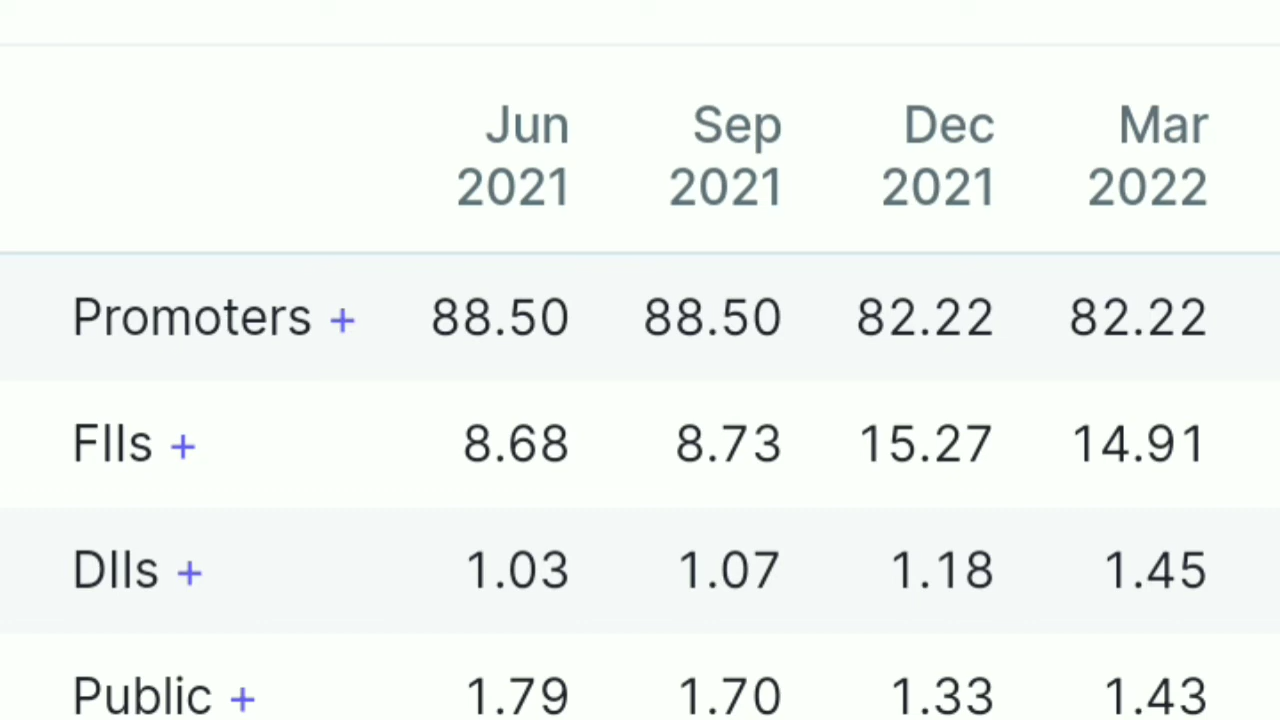 Jun Sep Dec Mar
2021 2021 2021 2022
Promoters + 88.50 88.50 82.22 82.22
FIIs + 8.68 8.73 15.27 14.91
DIIs + 1.03 1.07 1.18 1.45
Public + 1.79 1.70 1.33 1.43